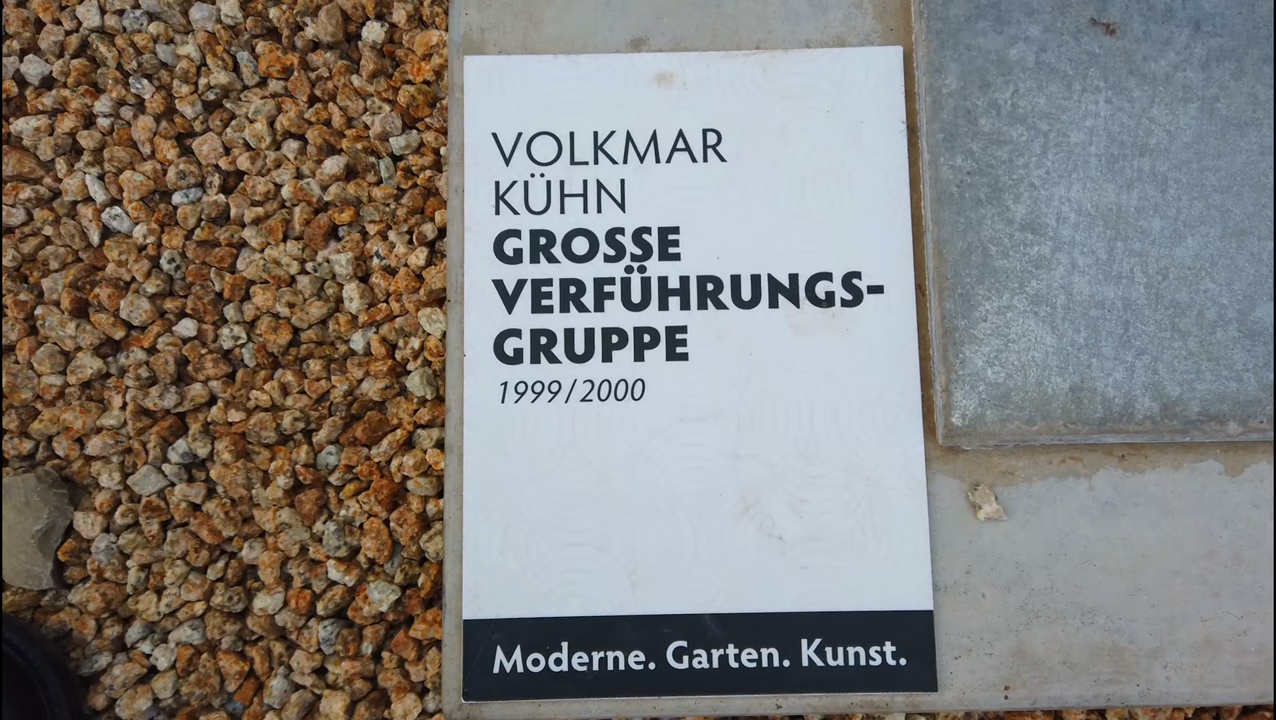 VOLKMAR
KÜHN
GROSSE
VERFÜHRUNGS-
GRUPPE
1999/2000
Moderne. Garten. Kunst.